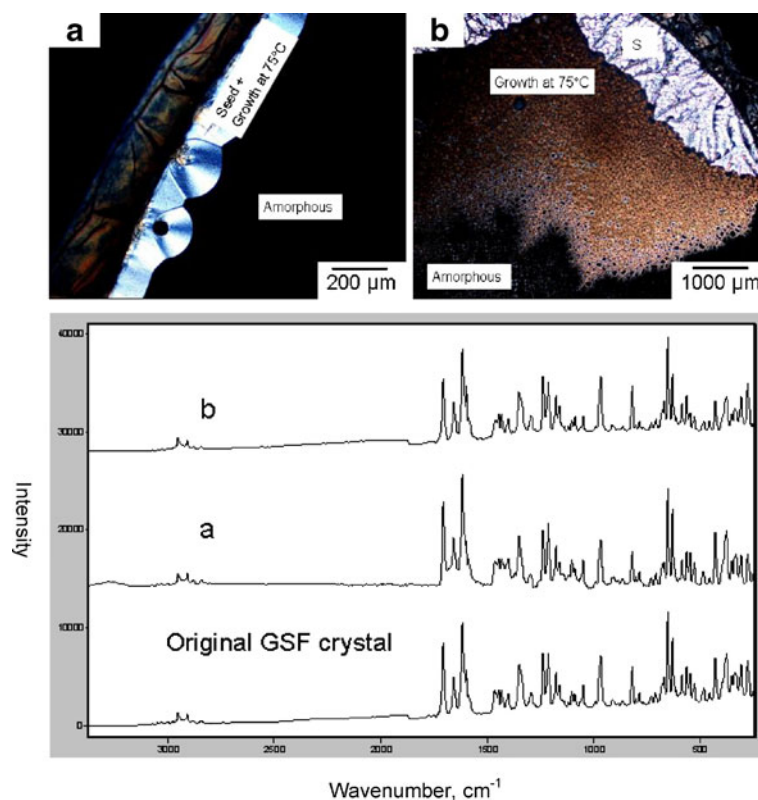 a
Seed +
Growth at 75°C
Amorphous
200 µm
b
S
Growth at 75°C
Amorphous
1000 µm
40000
30000
20000
10000
0
b
a
Original GSF crystal
Intensity
3000
2500
2000
1500
1000
500
Wavenumber, cm-1